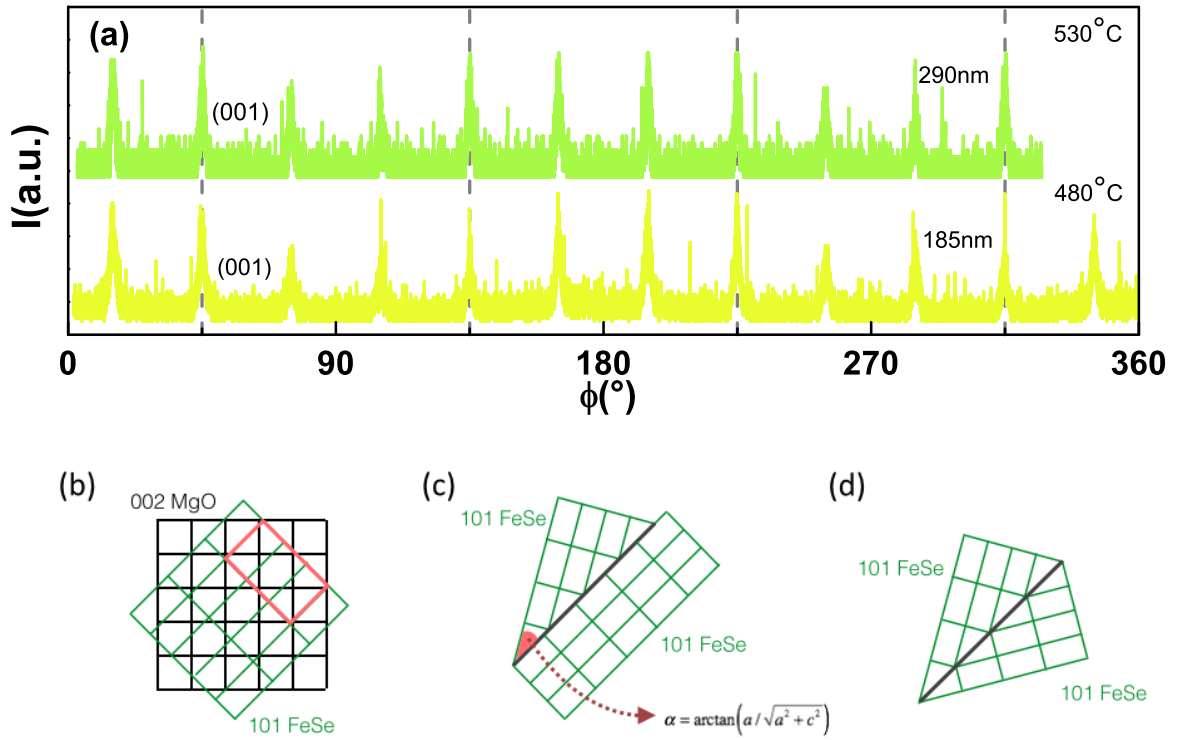 (a)
530°C
290nm
(001)
480°C
185nm
(001)
I(a.u.)
0 90 180 270 360
ϕ(°)
(b)
002 MgO
101 FeSe
(c)
101 FeSe
101 FeSe
α = arctan(a/√a² + c²)
(d)
101 FeSe
101 FeSe